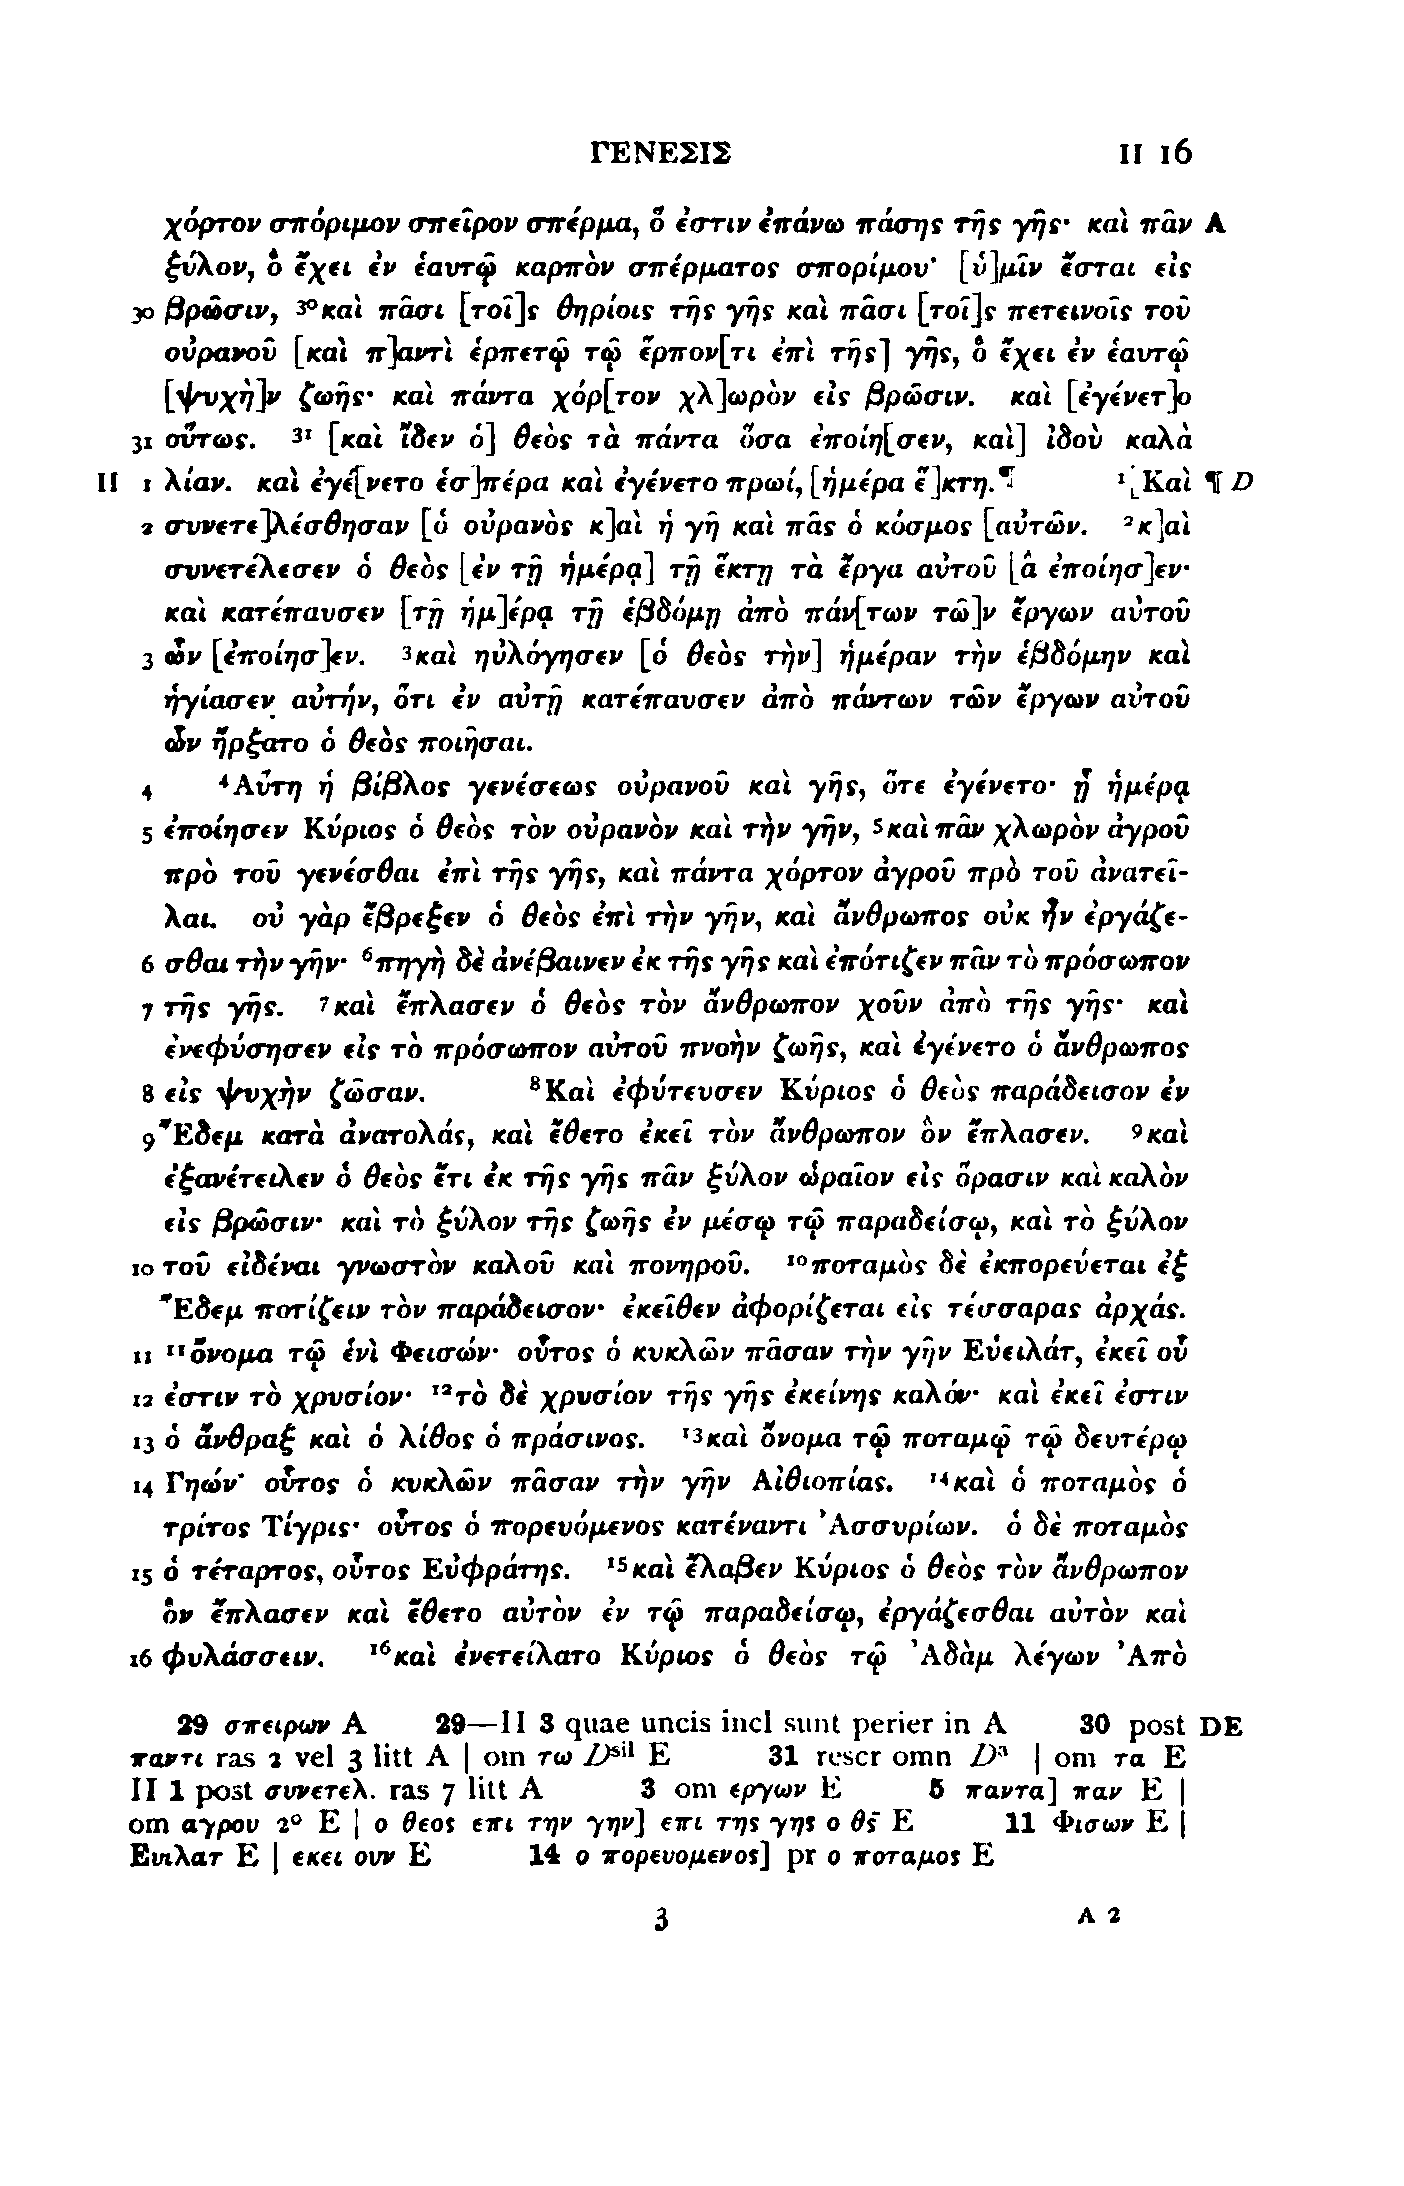 ΓΕΝΕΣΙΣ II 16
χόρτον σπόριμον σπεῖρον σπέρμα, ὅ ἐστιν ἐπάνω πάσης τῆς γῆς· καὶ πᾶν A
ξύλον, ὃ ἔχει ἐν ἑαυτῷ καρπὸν σπέρματος σπορίμου· [ὑ]μῖν ἔσται εἰς
30 βρῶσιν, ³⁰καὶ πᾶσι [τοῖ]ς θηρίοις τῆς γῆς καὶ πᾶσι [τοῖ]ς πετεινοῖς τοῦ
οὐρανοῦ [καὶ π]αντὶ ἑρπετῷ τῷ ἕρπον[τι ἐπὶ τῆς] γῆς, ὃ ἔχει ἐν ἑαυτῷ
[ψυχὴ]ν ζωῆς· καὶ πάντα χόρ[τον χλ]ωρὸν εἰς βρῶσιν. καὶ [ἐγένετ]ο
31 οὕτως. ³¹ [καὶ ἴδεν ὁ] θεὸς τὰ πάντα ὅσα ἐποίη[σεν, καὶ] ἰδοὺ καλὰ
II 1 λίαν. καὶ ἐγέ[νετο ἑσ]πέρα καὶ ἐγένετο πρωί, [ἡμέρα ἕ]κτη.¶ ¹[Καὶ ¶ D
2 συνετε]λέσθησαν [ὁ οὐρανὸς κ]αὶ ἡ γῆ καὶ πᾶς ὁ κόσμος [αὐτῶν. ²κ]αὶ
συνετέλεσεν ὁ θεὸς [ἐν τῇ ἡμέρᾳ] τῇ ἕκτῃ τὰ ἔργα αὐτοῦ [ἃ ἐποίησ]εν·
καὶ κατέπαυσεν [τῇ ἡμ]έρᾳ τῇ ἑβδόμῃ ἀπὸ πάν[των τῶ]ν ἔργων αὐτοῦ
3 ὧν [ἐποίησ]εν. ³καὶ ηὐλόγησεν [ὁ θεὸς τὴν] ἡμέραν τὴν ἑβδόμην καὶ
ἡγίασεν αὐτήν, ὅτι ἐν αὐτῇ κατέπαυσεν ἀπὸ πάντων τῶν ἔργων αὐτοῦ
ὧν ἤρξατο ὁ θεὸς ποιῆσαι.
4 ⁴Αὕτη ἡ βίβλος γενέσεως οὐρανοῦ καὶ γῆς, ὅτε ἐγένετο· ᾗ ἡμέρᾳ
5 ἐποίησεν Κύριος ὁ θεὸς τὸν οὐρανὸν καὶ τὴν γῆν, ⁵καὶ πᾶν χλωρὸν ἀγροῦ
πρὸ τοῦ γενέσθαι ἐπὶ τῆς γῆς, καὶ πάντα χόρτον ἀγροῦ πρὸ τοῦ ἀνατεῖ-
λαι. οὐ γὰρ ἔβρεξεν ὁ θεὸς ἐπὶ τὴν γῆν, καὶ ἄνθρωπος οὐκ ἦν ἐργάζε-
6 σθαι τὴν γῆν· ⁶πηγὴ δὲ ἀνέβαινεν ἐκ τῆς γῆς καὶ ἐπότιζεν πᾶν τὸ πρόσωπον
7 τῆς γῆς. ⁷καὶ ἔπλασεν ὁ θεὸς τὸν ἄνθρωπον χοῦν ἀπὸ τῆς γῆς· καὶ
ἐνεφύσησεν εἰς τὸ πρόσωπον αὐτοῦ πνοὴν ζωῆς, καὶ ἐγένετο ὁ ἄνθρωπος
8 εἰς ψυχὴν ζῶσαν. ⁸Καὶ ἐφύτευσεν Κύριος ὁ θεὸς παράδεισον ἐν
9 Ἔδεμ κατὰ ἀνατολάς, καὶ ἔθετο ἐκεῖ τὸν ἄνθρωπον ὃν ἔπλασεν. ⁹καὶ
ἐξανέτειλεν ὁ θεὸς ἔτι ἐκ τῆς γῆς πᾶν ξύλον ὡραῖον εἰς ὅρασιν καὶ καλὸν
εἰς βρῶσιν· καὶ τὸ ξύλον τῆς ζωῆς ἐν μέσῳ τῷ παραδείσῳ, καὶ τὸ ξύλον
10 τοῦ εἰδέναι γνωστὸν καλοῦ καὶ πονηροῦ. ¹⁰ποταμὸς δὲ ἐκπορεύεται ἐξ
Ἔδεμ ποτίζειν τὸν παράδεισον· ἐκεῖθεν ἀφορίζεται εἰς τέσσαρας ἀρχάς.
11 ¹¹ὄνομα τῷ ἑνὶ Φεισών· οὗτος ὁ κυκλῶν πᾶσαν τὴν γῆν Εὑειλάτ, ἐκεῖ οὗ
12 ἐστιν τὸ χρυσίον· ¹²τὸ δὲ χρυσίον τῆς γῆς ἐκείνης καλόν· καὶ ἐκεῖ ἐστιν
13 ὁ ἄνθραξ καὶ ὁ λίθος ὁ πράσινος. ¹³καὶ ὄνομα τῷ ποταμῷ τῷ δευτέρῳ
14 Γηών· οὗτος ὁ κυκλῶν πᾶσαν τὴν γῆν Αἰθιοπίας. ¹⁴καὶ ὁ ποταμὸς ὁ
τρίτος Τίγρις· οὗτος ὁ πορευόμενος κατέναντι Ἀσσυρίων. ὁ δὲ ποταμὸς
15 ὁ τέταρτος, οὗτος Εὐφράτης. ¹⁵καὶ ἔλαβεν Κύριος ὁ θεὸς τὸν ἄνθρωπον
ὃν ἔπλασεν καὶ ἔθετο αὐτὸν ἐν τῷ παραδείσῳ, ἐργάζεσθαι αὐτὸν καὶ
16 φυλάσσειν. ¹⁶καὶ ἐνετείλατο Κύριος ὁ θεὸς τῷ Ἀδὰμ λέγων Ἀπὸ
29 σπειρων A 29—II 3 quae uncis incl sunt perier in A 30 post DE
παντι ras 2 vel 3 litt A | om τω Dˢⁱˡ E 31 rescr omn Dᵃ | om τα E
II 1 post συνετελ. ras 7 litt A 3 om εργων E 5 παντα] παν E |
om αγρου 2° E | ο θεος επι την γην] επι της γης ο θς̄ E 11 Φισων E |
Ευιλατ E | εκει ουν E 14 ο πορευομενος] pr ο ποταμος E
3 A 2